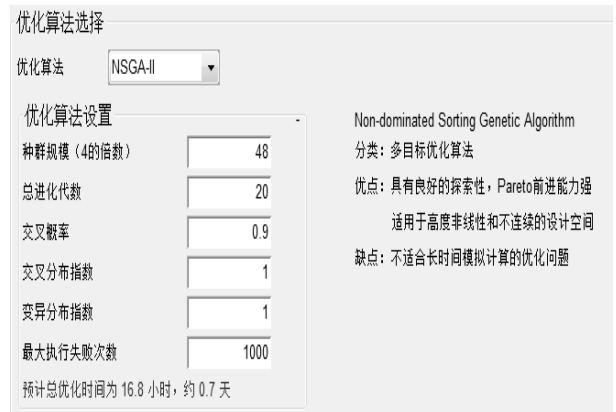 优化算法选择
优化算法 NSGA-II
优化算法设置
种群规模（4的倍数） 48
总进化代数 20
交叉概率 0.9
交叉分布指数 1
变异分布指数 1
最大执行失败次数 1000
预计总优化时间为 16.8 小时，约 0.7 天
Non-dominated Sorting Genetic Algorithm
分类：多目标优化算法
优点：具有良好的探索性，Pareto前进能力强
适用于高度非线性和不连续的设计空间
缺点：不适合长时间模拟计算的优化问题